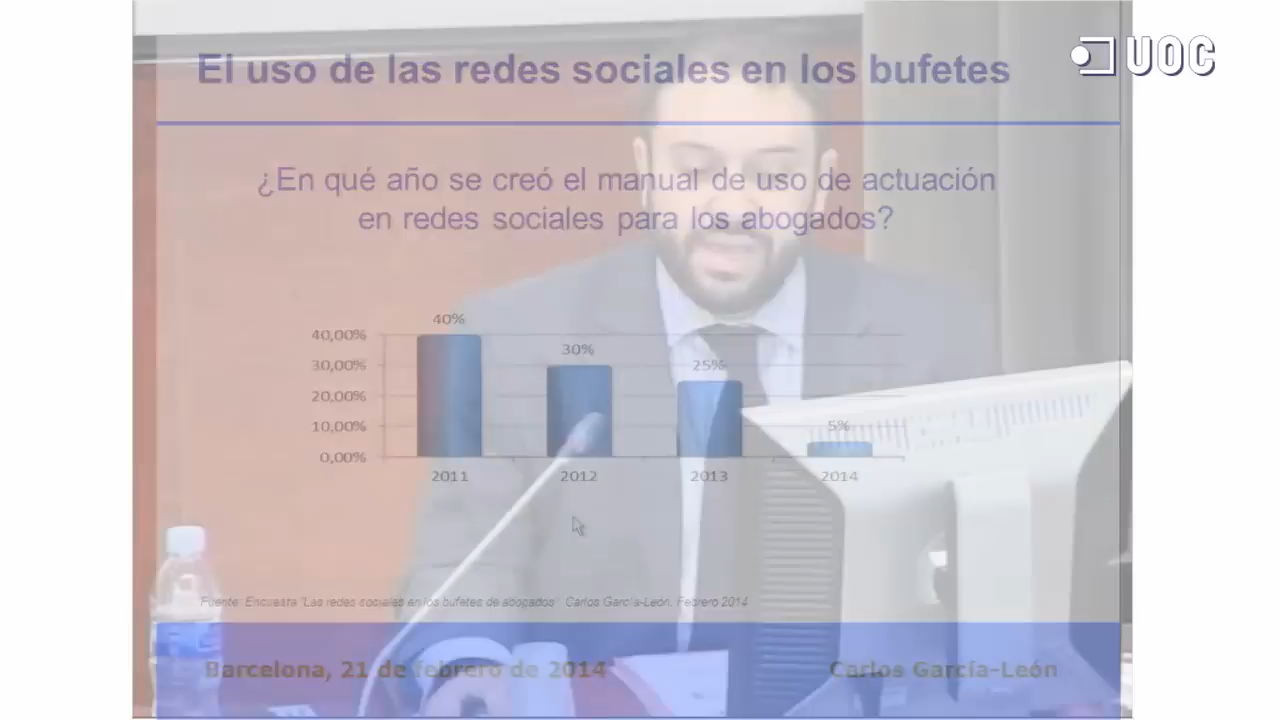 El uso de las redes sociales en los bufetes
UOC
¿En qué año se creó el manual de uso de actuación
en redes sociales para los abogados?
40%
40,00%
30%
30,00%
25%
20,00%
10,00%
5%
0,00%
2011 2012 2013 2014
Fuente: Encuesta "Las redes sociales en los bufetes de abogados". Carlos García-León. Febrero 2014
Barcelona, 21 de febrero de 2014
Carlos García-León